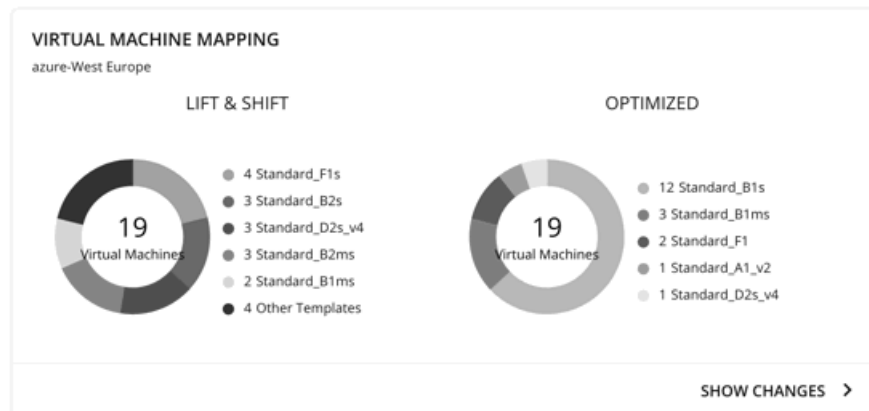 VIRTUAL MACHINE MAPPING
azure-West Europe
LIFT & SHIFT
19
Virtual Machines
4 Standard_F1s
3 Standard_B2s
3 Standard_D2s_v4
3 Standard_B2ms
2 Standard_B1ms
4 Other Templates
OPTIMIZED
19
Virtual Machines
12 Standard_B1s
3 Standard_B1ms
2 Standard_F1
1 Standard_A1_v2
1 Standard_D2s_v4
SHOW CHANGES